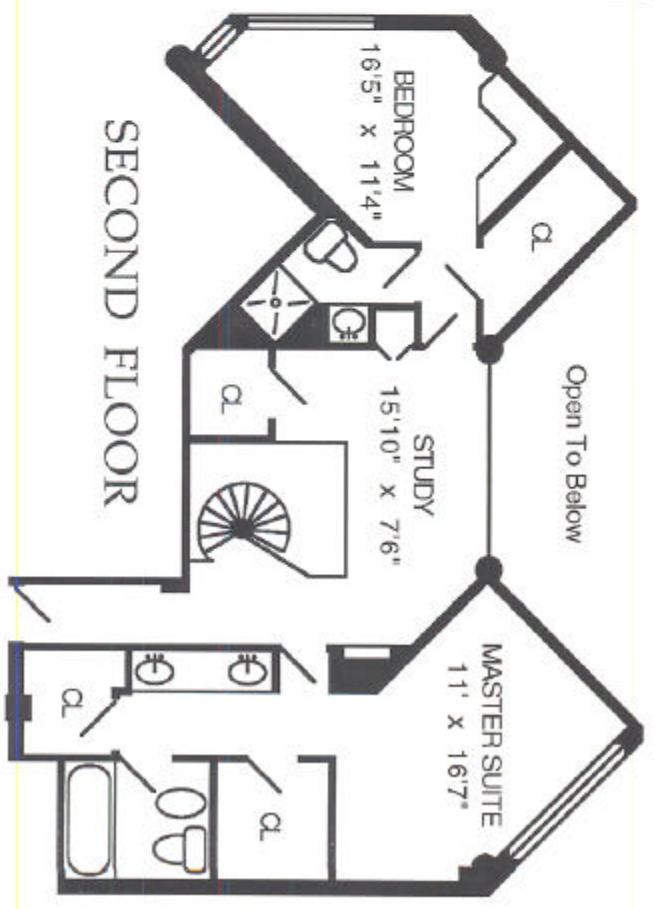 Open To Below
BEDROOM
16'5" x 11'4"
CL
STUDY
15'10" x 7'6"
MASTER SUITE
11' x 16'7"
CL
CL
CL
SECOND FLOOR